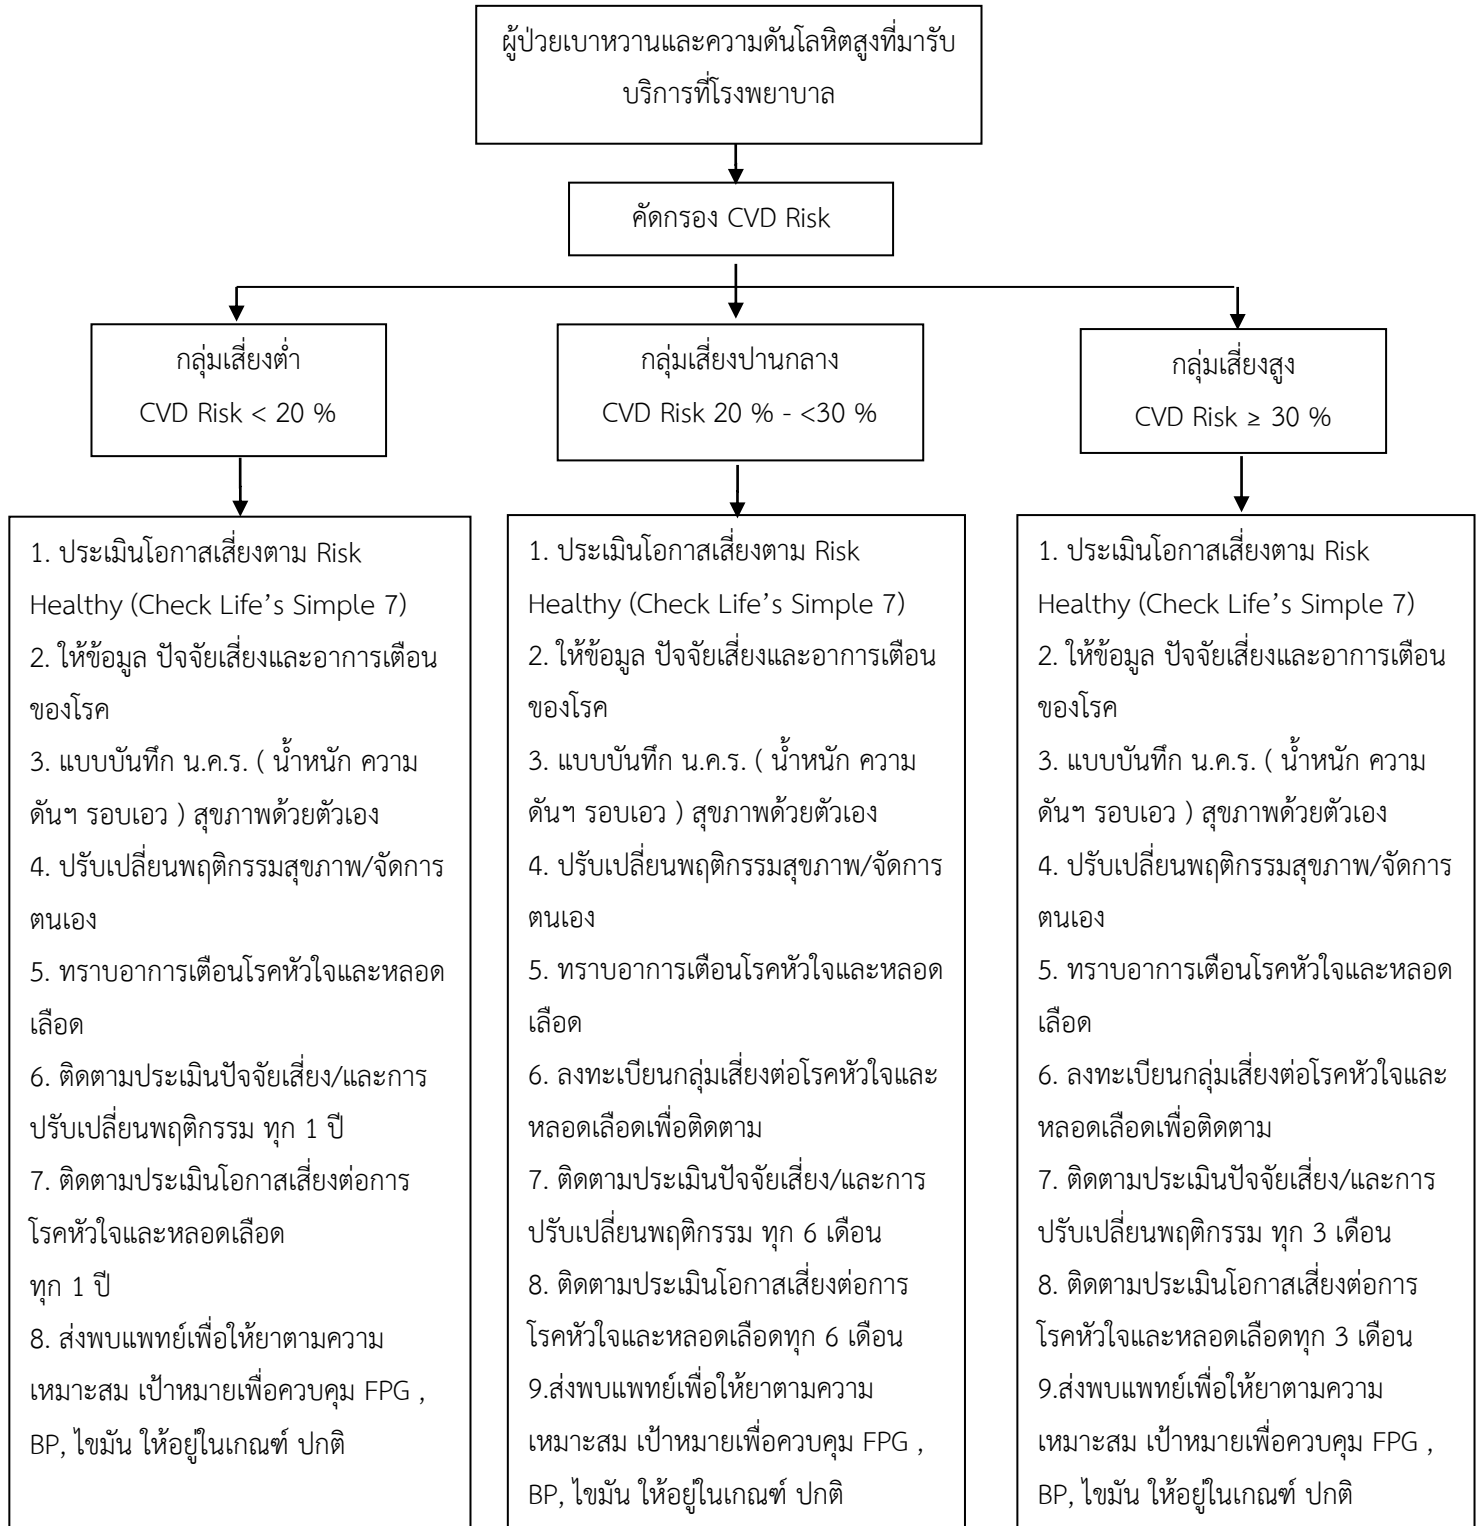 ผู้ป่วยเบาหวานและความดันโลหิตสูงที่มารับ
บริการที่โรงพยาบาล
คัดกรอง CVD Risk
กลุ่มเสี่ยงต่ำ
CVD Risk < 20 %
กลุ่มเสี่ยงปานกลาง
CVD Risk 20 % - <30 %
กลุ่มเสี่ยงสูง
CVD Risk ≥ 30 %
1. ประเมินโอกาสเสี่ยงตาม Risk
Healthy (Check Life’s Simple 7)
2. ให้ข้อมูล ปัจจัยเสี่ยงและอาการเตือน
ของโรค
3. แบบบันทึก น.ค.ร. ( น้ำหนัก ความ
ดันฯ รอบเอว ) สุขภาพด้วยตัวเอง
4. ปรับเปลี่ยนพฤติกรรมสุขภาพ/จัดการ
ตนเอง
5. ทราบอาการเตือนโรคหัวใจและหลอด
เลือด
6. ติดตามประเมินปัจจัยเสี่ยง/และการ
ปรับเปลี่ยนพฤติกรรม ทุก 1 ปี
7. ติดตามประเมินโอกาสเสี่ยงต่อการ
โรคหัวใจและหลอดเลือด
ทุก 1 ปี
8. ส่งพบแพทย์เพื่อให้ยาตามความ
เหมาะสม เป้าหมายเพื่อควบคุม FPG ,
BP, ไขมัน ให้อยู่ในเกณฑ์ ปกติ
1. ประเมินโอกาสเสี่ยงตาม Risk
Healthy (Check Life’s Simple 7)
2. ให้ข้อมูล ปัจจัยเสี่ยงและอาการเตือน
ของโรค
3. แบบบันทึก น.ค.ร. ( น้ำหนัก ความ
ดันฯ รอบเอว ) สุขภาพด้วยตัวเอง
4. ปรับเปลี่ยนพฤติกรรมสุขภาพ/จัดการ
ตนเอง
5. ทราบอาการเตือนโรคหัวใจและหลอด
เลือด
6. ลงทะเบียนกลุ่มเสี่ยงต่อโรคหัวใจและ
หลอดเลือดเพื่อติดตาม
7. ติดตามประเมินปัจจัยเสี่ยง/และการ
ปรับเปลี่ยนพฤติกรรม ทุก 6 เดือน
8. ติดตามประเมินโอกาสเสี่ยงต่อการ
โรคหัวใจและหลอดเลือดทุก 6 เดือน
9.ส่งพบแพทย์เพื่อให้ยาตามความ
เหมาะสม เป้าหมายเพื่อควบคุม FPG ,
BP, ไขมัน ให้อยู่ในเกณฑ์ ปกติ
1. ประเมินโอกาสเสี่ยงตาม Risk
Healthy (Check Life’s Simple 7)
2. ให้ข้อมูล ปัจจัยเสี่ยงและอาการเตือน
ของโรค
3. แบบบันทึก น.ค.ร. ( น้ำหนัก ความ
ดันฯ รอบเอว ) สุขภาพด้วยตัวเอง
4. ปรับเปลี่ยนพฤติกรรมสุขภาพ/จัดการ
ตนเอง
5. ทราบอาการเตือนโรคหัวใจและหลอด
เลือด
6. ลงทะเบียนกลุ่มเสี่ยงต่อโรคหัวใจและ
หลอดเลือดเพื่อติดตาม
7. ติดตามประเมินปัจจัยเสี่ยง/และการ
ปรับเปลี่ยนพฤติกรรม ทุก 3 เดือน
8. ติดตามประเมินโอกาสเสี่ยงต่อการ
โรคหัวใจและหลอดเลือดทุก 3 เดือน
9.ส่งพบแพทย์เพื่อให้ยาตามความ
เหมาะสม เป้าหมายเพื่อควบคุม FPG ,
BP, ไขมัน ให้อยู่ในเกณฑ์ ปกติ